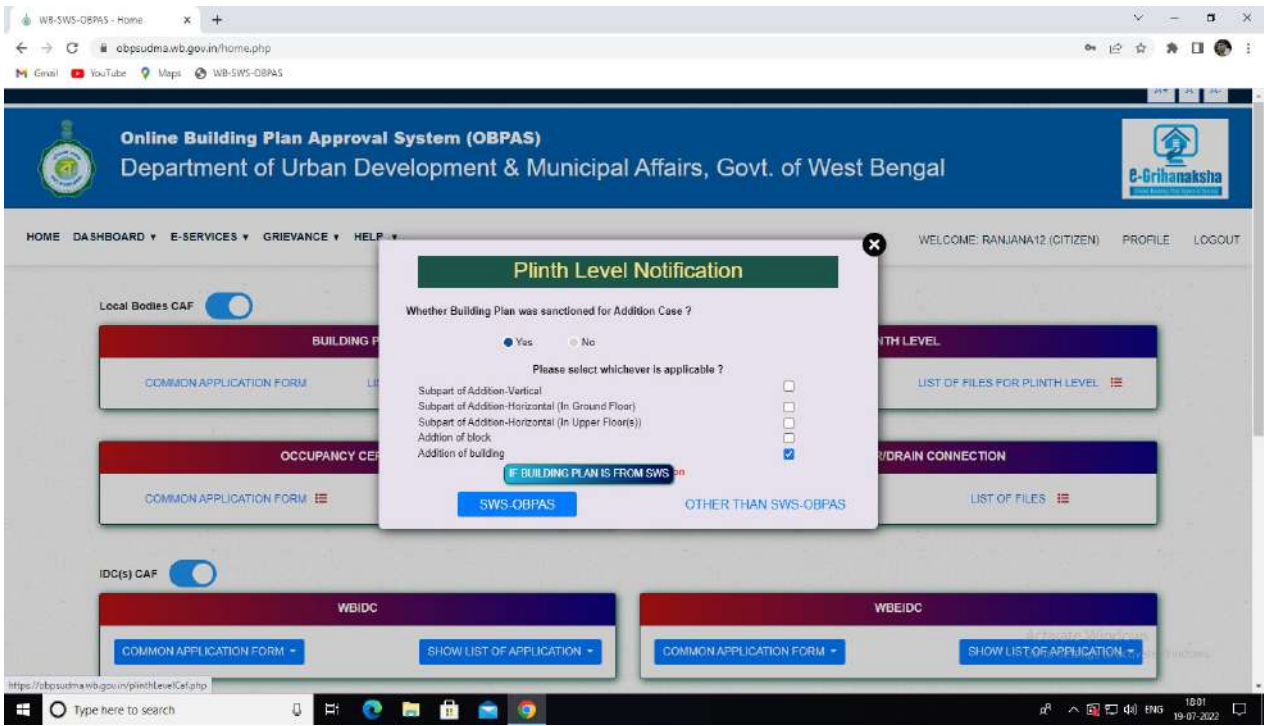 WB-SWS-OBPAS - Home
obpsudma.wb.gov.in/home.php
Gmail YouTube Maps WB-SWS-OBPAS
A+ A A-
Online Building Plan Approval System (OBPAS)
Department of Urban Development & Municipal Affairs, Govt. of West Bengal
e-Grihanaksha
HOME DASHBOARD E-SERVICES GRIEVANCE HELP WELCOME: RANJANA12 (CITIZEN) PROFILE LOGOUT
Plinth Level Notification
Whether Building Plan was sanctioned for Addition Case ?
Yes No
Please select whichever is applicable ?
Subpart of Addition-Vertical
Subpart of Addition-Horizontal (In Ground Floor)
Subpart of Addition-Horizontal (In Upper Floor(s))
Addtion of block
Addition of building
IF BUILDING PLAN IS FROM SWS on
SWS-OBPAS OTHER THAN SWS-OBPAS
Local Bodies CAF
BUILDING P NTH LEVEL
COMMON APPLICATION FORM LI LIST OF FILES FOR PLINTH LEVEL
OCCUPANCY CER R/DRAIN CONNECTION
COMMON APPLICATION FORM LIST OF FILES
IDC(s) CAF
WBIDC WBEIDC
COMMON APPLICATION FORM SHOW LIST OF APPLICATION COMMON APPLICATION FORM SHOW LIST OF APPLICATION
Activate Windows
https://obpsudma.wb.gov.in/plinthLevelCaf.php
Type here to search ENG 18:01
19-07-2022